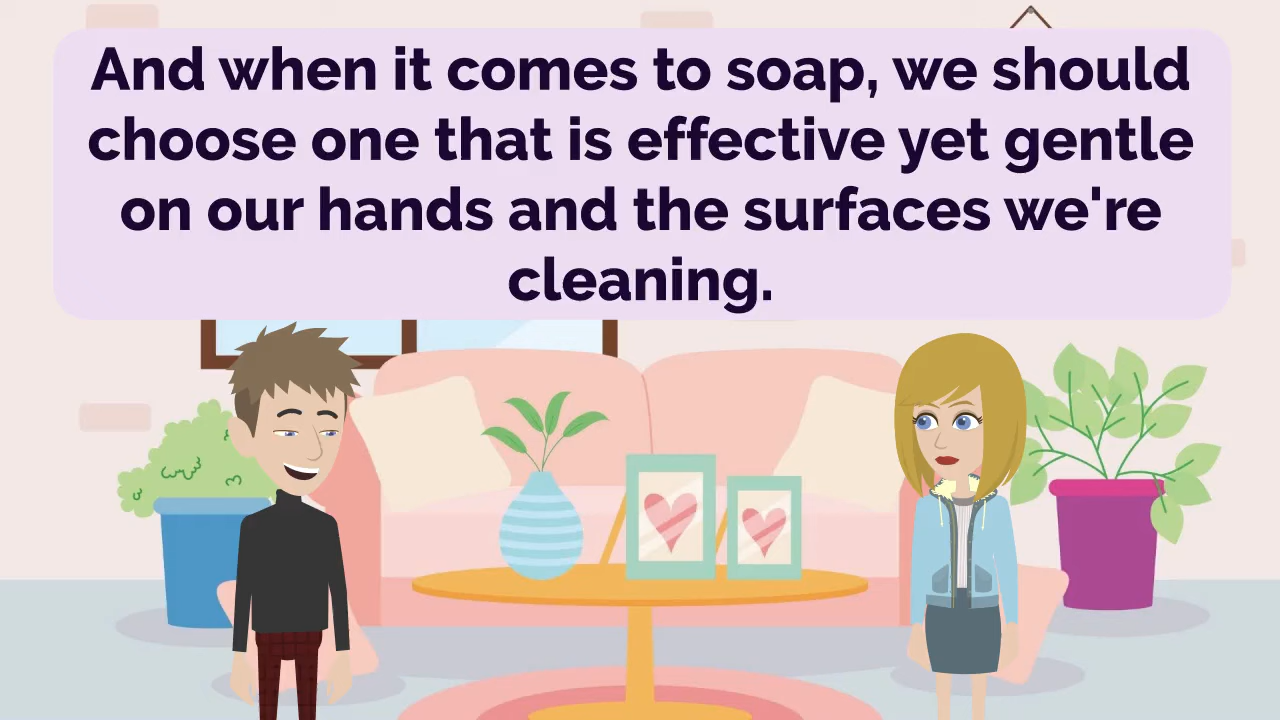 And when it comes to soap, we should
choose one that is effective yet gentle
on our hands and the surfaces we're
cleaning.